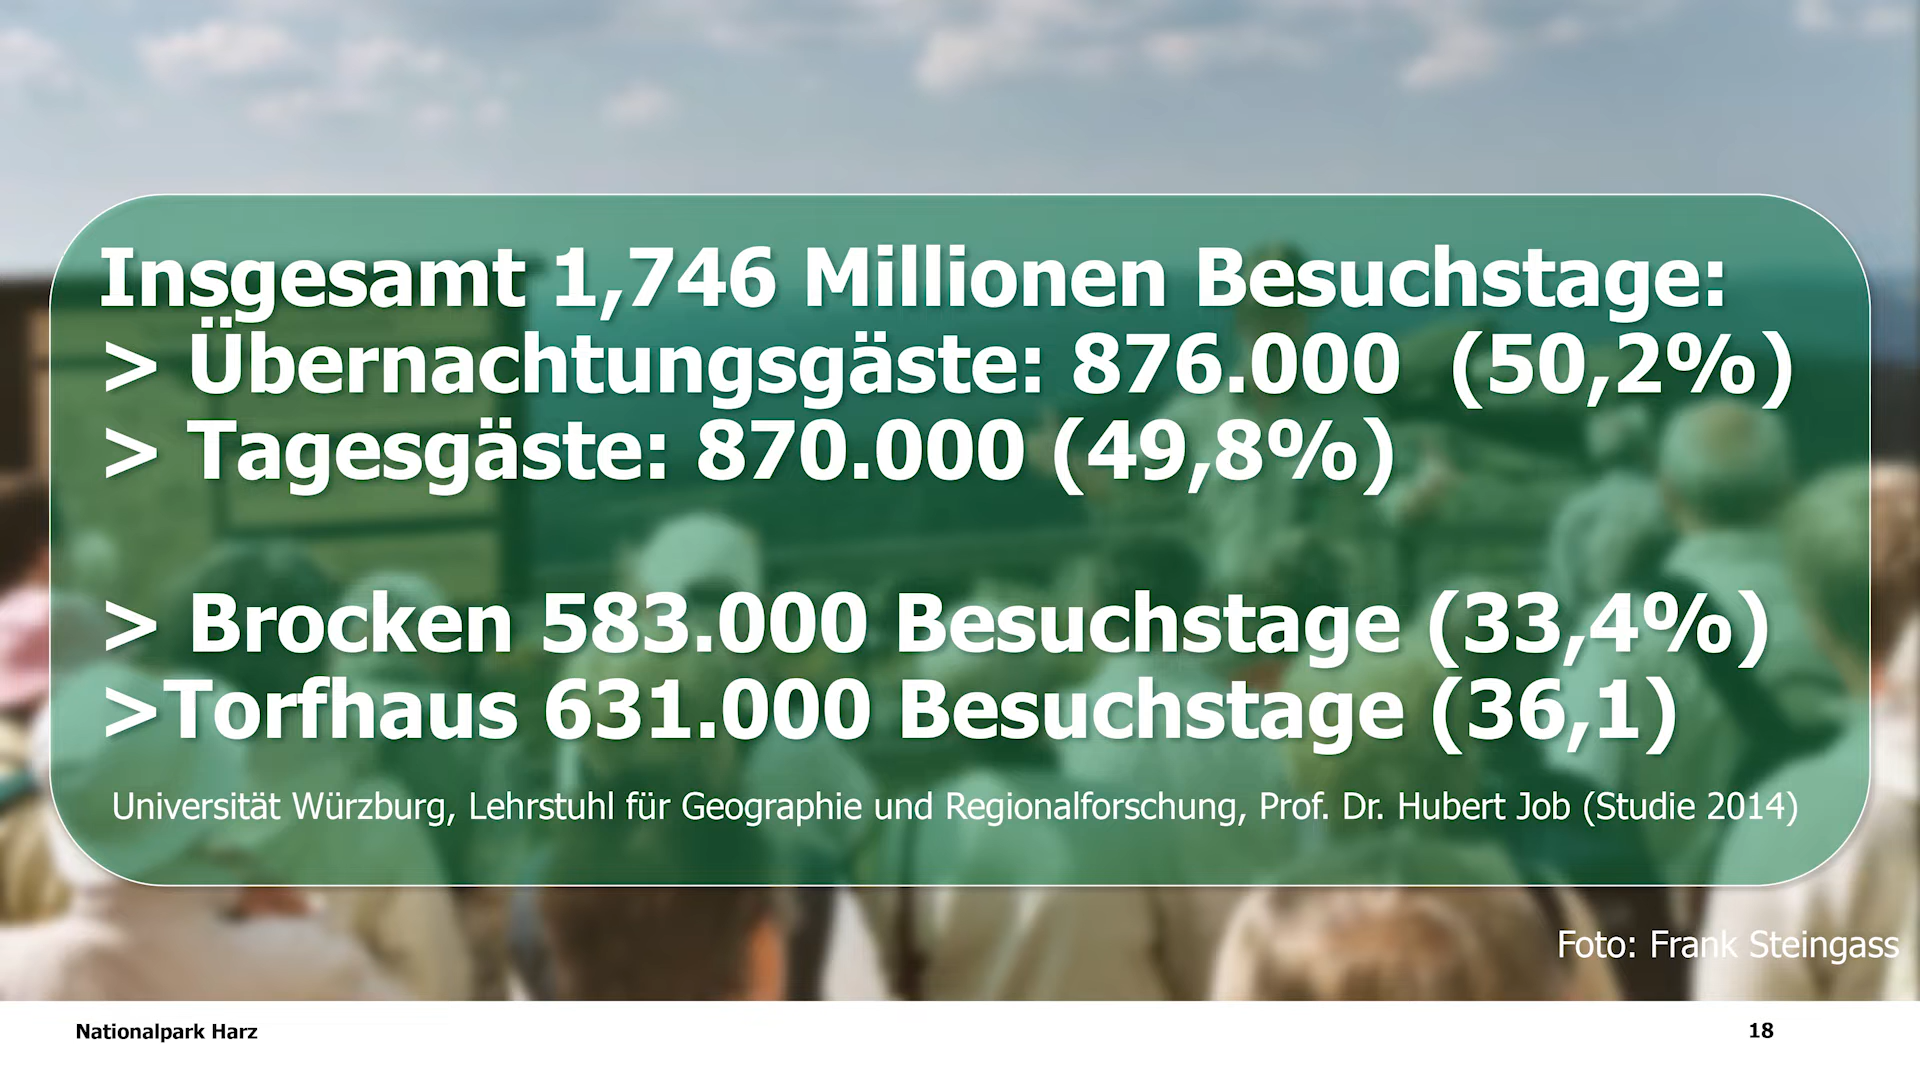 Insgesamt 1,746 Millionen Besuchstage:
> Übernachtungsgäste: 876.000 (50,2%)
> Tagesgäste: 870.000 (49,8%)
> Brocken 583.000 Besuchstage (33,4%)
>Torfhaus 631.000 Besuchstage (36,1)
Universität Würzburg, Lehrstuhl für Geographie und Regionalforschung, Prof. Dr. Hubert Job (Studie 2014)
Foto: Frank Steingass
Nationalpark Harz
18